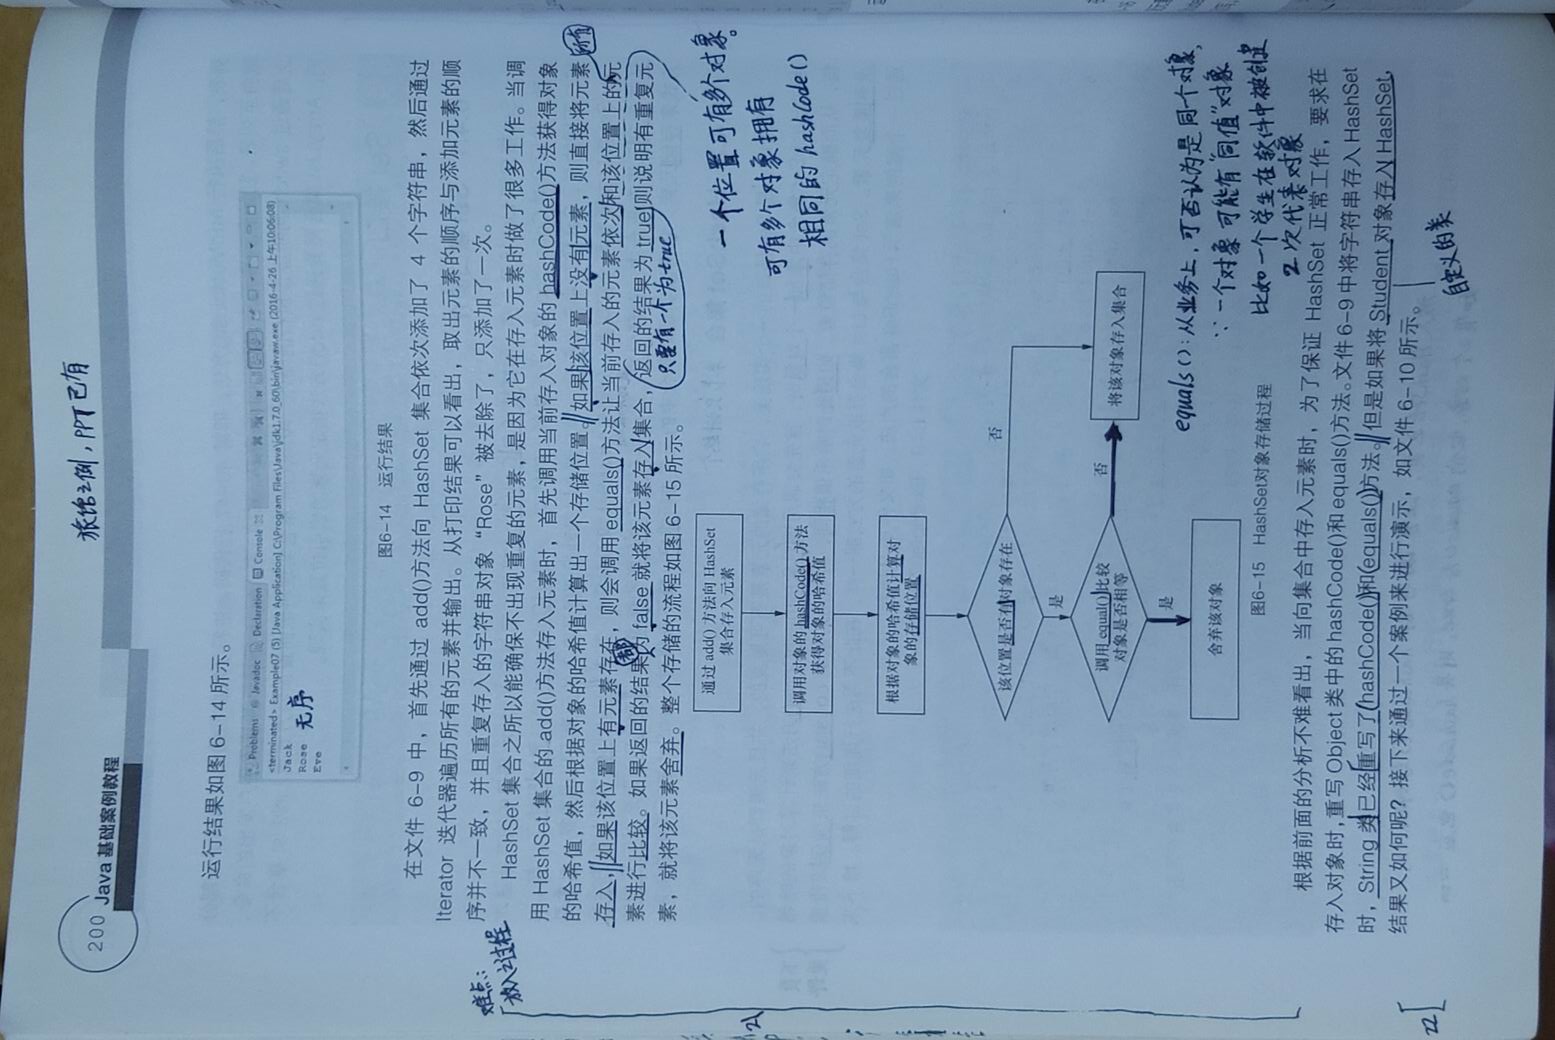 旅馆之例，PPT已有
200 Java 基础案例教程
运行结果如图 6-14 所示。
Problems Javadoc Declaration Console
<terminated> Example07 (5) [Java Application] C:\Program Files\Java\jdk1.7.0_60\bin\javaw.exe (2016-4-26 上午10:06:08)
Jack
Rose 无序
Eve
图6-14 运行结果
在文件 6-9 中，首先通过 add()方法向 HashSet 集合依次添加了 4 个字符串，然后通过
Iterator 迭代器遍历所有的元素并输出。从打印结果可以看出，取出元素的顺序与添加元素的顺
序并不一致，并且重复存入的字符串对象“Rose”被去除了，只添加了一次。
难点：
放入之过程
HashSet 集合之所以能确保不出现重复的元素，是因为它在存入元素时做了很多工作。当调
用 HashSet 集合的 add()方法存入元素时，首先调用当前存入对象的 hashCode()方法获得对象
的哈希值，然后根据对象的哈希值计算出一个存储位置。如果该位置上没有元素，则直接将元素
所有
存入，如果该位置上有元素存在，则会调用 equals()方法让当前存入的元素依次和该位置上的元
都
素进行比较。如果返回的结果为 false 就将该元素存入集合，返回的结果为 true 则说明有重复元
只要有一个为true
素，就将该元素舍弃。整个存储的流程如图 6-15 所示。
一个位置可有多个对象。
可有多个对象拥有
相同的 hashCode()
21
通过 add() 方法向 HashSet
集合存入元素
调用对象的 hashCode() 方法
获得对象的哈希值
根据对象的哈希值计算对
象的存储位置
该位置是否有对象存在
否
是
调用 equal() 比较
对象是否相等
否
将该对象存入集合
是
舍弃该对象
equals()：从业务上，可否认为是同一个对象，
∵一个对象可能有“同值”对象
比如一个学生在软件中被创建
2次代表对象
图6-15 HashSet对象存储过程
根据前面的分析不难看出，当向集合中存入元素时，为了保证 HashSet 正常工作，要求在
存入对象时，重写 Object 类中的 hashCode()和 equals()方法。文件 6-9 中将字符串存入 HashSet
时，String 类已经重写了 hashCode()和 equals()方法。但是如果将 Student 对象存入 HashSet，
结果又如何呢？接下来通过一个案例来进行演示，如文件 6-10 所示。
22
自定义的类